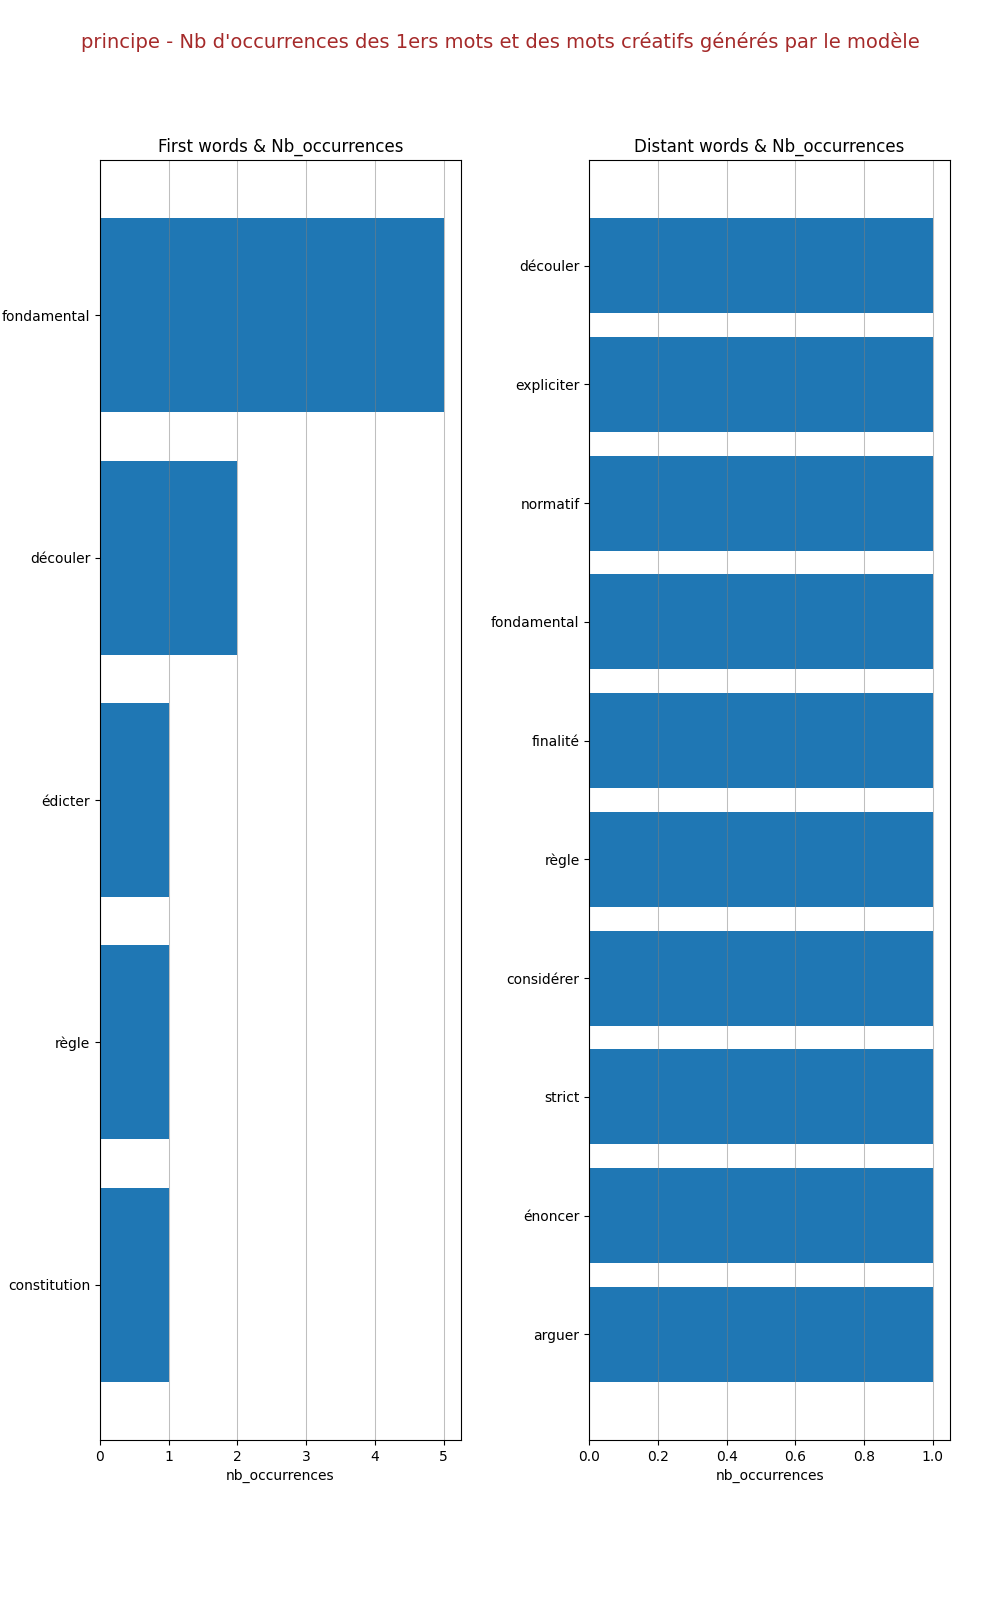 principe - Nb d'occurrences des 1ers mots et des mots créatifs générés par le modèle
First words & Nb_occurrences
fondamental
découler
édicter
règle
constitution
0 1 2 3 4 5
nb_occurrences
Distant words & Nb_occurrences
découler
expliciter
normatif
fondamental
finalité
règle
considérer
strict
énoncer
arguer
0.0 0.2 0.4 0.6 0.8 1.0
nb_occurrences